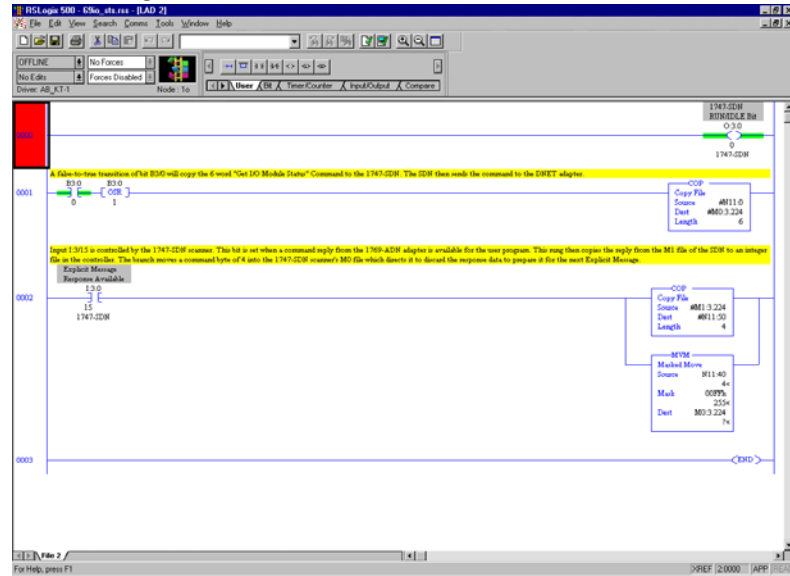 RSLogix 500 - 69io_sts.rss - [LAD 2]
File Edit View Search Comms Tools Window Help
OFFLINE No Forces
No Edits Forces Disabled
Driver: AB_KT-1 Node: 1o
User Bit Timer/Counter Input/Output Compare
1747-SDN
RUN/IDLE Bit
O:3.0
0000
0
1747-SDN
A false-to-true transition of bit B3/0 will copy the 6 word "Get I/O Module Status" Command to the 1747-SDN. The SDN then sends the command to the DNET adapter.
0001
B3:0 B3:0
OSR
0 1
COP
Copy File
Source #N11:0
Dest #M0:3.224
Length 6
Input I:3/15 is controlled by the 1747-SDN scanner. This bit is set when a command reply from the 1769-ADN adapter is available for the user program. This rung then copies the reply from the M1 file of the SDN to an integer
file in the controller. The branch moves a command byte of 4 into the 1747-SDN scanner's M0 file which directs it to discard the response data to prepare it for the next Explicit Message.
Explicit Message
Response Available
I:3.0
0002
15
1747-SDN
COP
Copy File
Source #M1:3.224
Dest #N11:50
Length 4
MVM
Masked Move
Source N11:40
4<
Mask 00FFh
255<
Dest M0:3.224
?<
0003
END
File 2
For Help, press F1
XREF 2:0000 APP READ